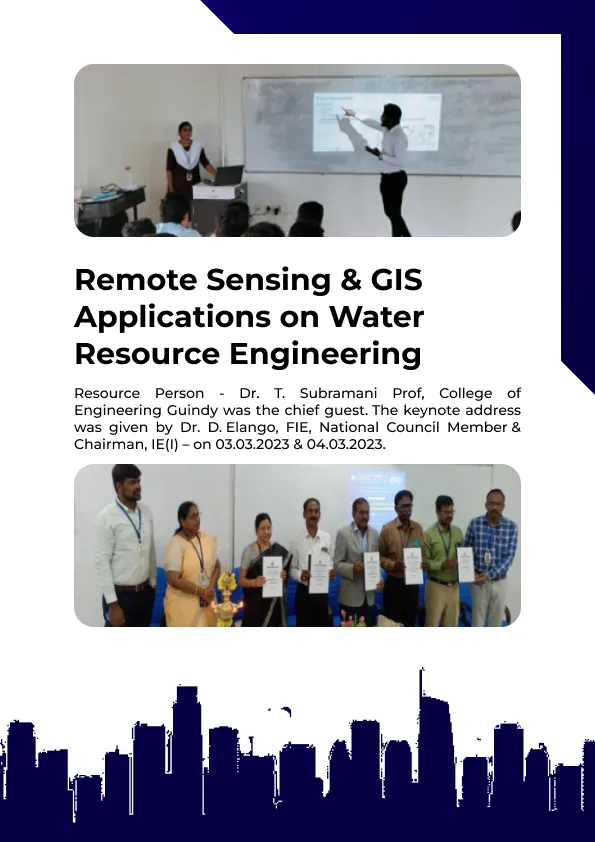 Remote Sensing & GIS
Applications on Water
Resource Engineering
Resource Person - Dr. T. Subramani Prof, College of
Engineering Guindy was the chief guest. The keynote address
was given by Dr. D. Elango, FIE, National Council Member &
Chairman, IE(I) – on 03.03.2023 & 04.03.2023.